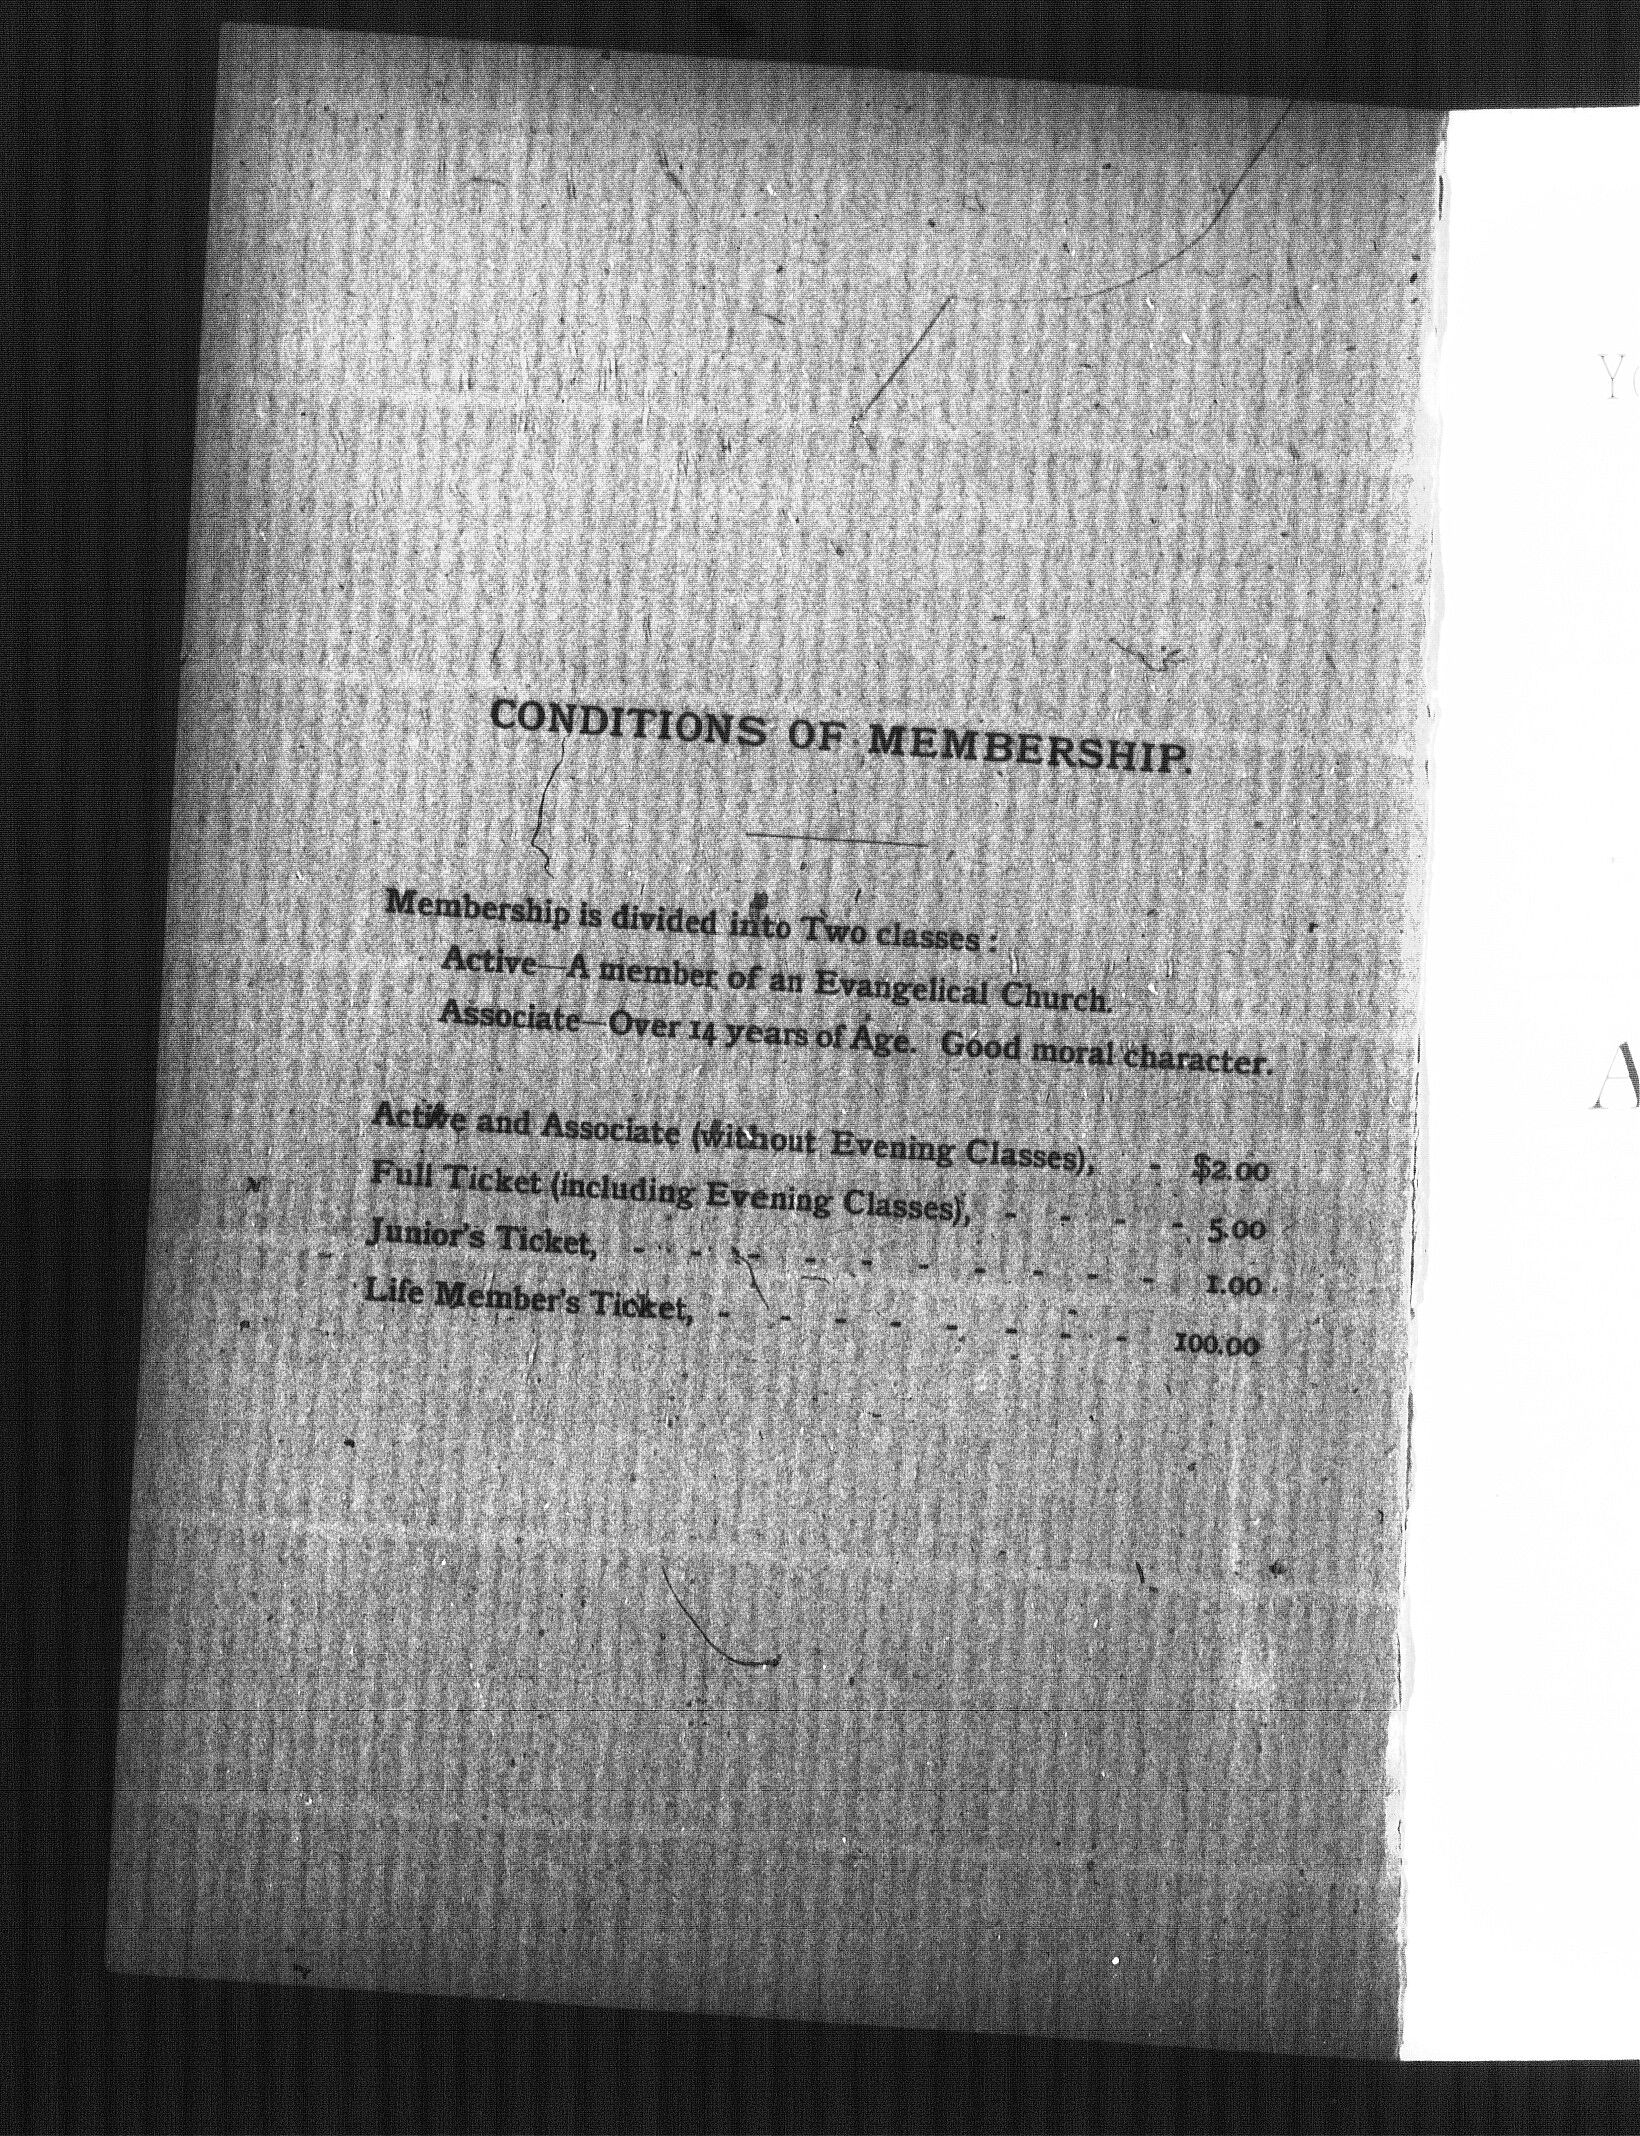 CONDITIONS OF MEMBERSHIP.
Membership is divided into Two classes :
Active—A member of an Evangelical Church.
Associate—Over 14 years of Age. Good moral character.
Active and Associate (without Evening Classes), - $2.00
Full Ticket (including Evening Classes), - - - - 5.00
Junior's Ticket, - - - - - - - - - - 1.00
Life Member's Ticket, - - - - - - - - 100.00